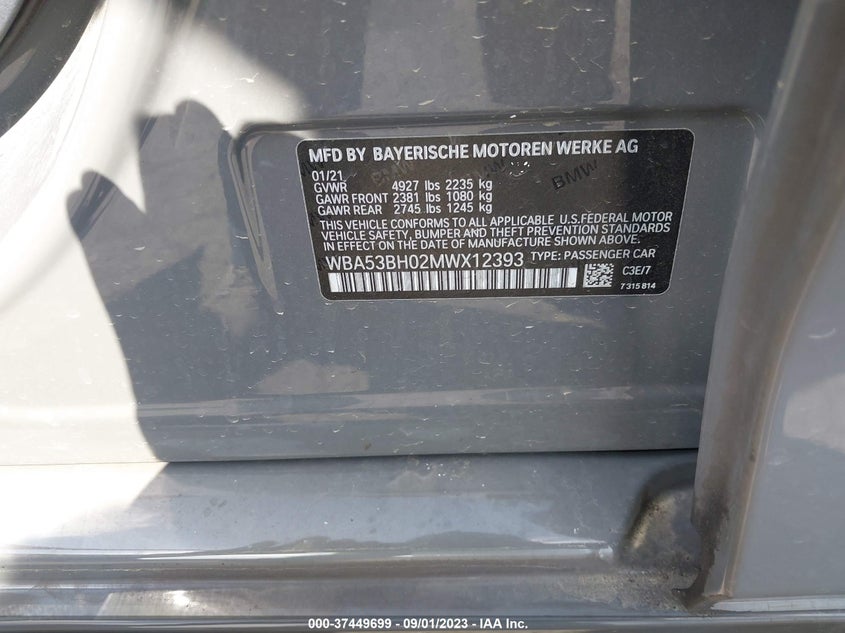 MFD BY BAYERISCHE MOTOREN WERKE AG
01/21
GVWR 4927 lbs 2235 kg
GAWR FRONT 2381 lbs 1080 kg
GAWR REAR 2745 lbs 1245 kg
THIS VEHICLE CONFORMS TO ALL APPLICABLE U.S.FEDERAL MOTOR
VEHICLE SAFETY, BUMPER AND THEFT PREVENTION STANDARDS
IN EFFECT ON THE DATE OF MANUFACTURE SHOWN ABOVE.
WBA53BH02MWX12393 TYPE: PASSENGER CAR
C3E/7
7 315 814
BMW
000-37449699 - 09/01/2023 - IAA Inc.